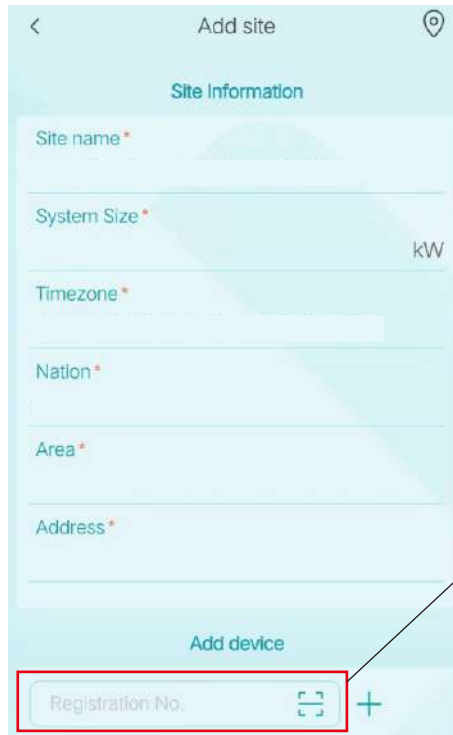 Add site
Site Information
Site name*
System Size*
kW
Timezone*
Nation*
Area*
Address*
Add device
Registration No.